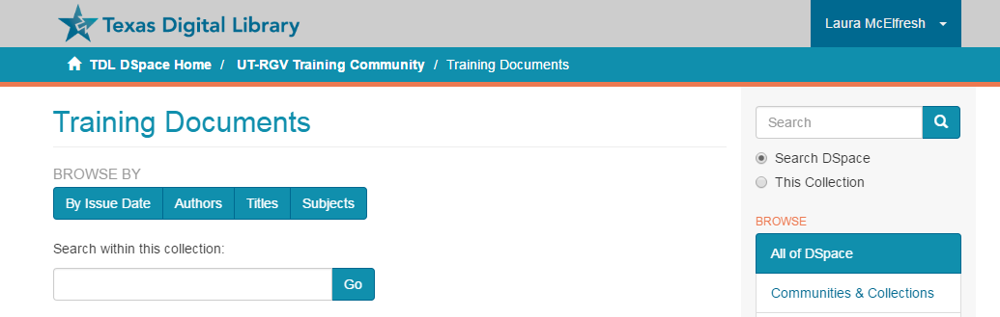 Texas Digital Library
Laura McElfresh
TDL DSpace Home / UT-RGV Training Community / Training Documents
Training Documents
BROWSE BY
By Issue Date Authors Titles Subjects
Search within this collection:
Go
Search
Search DSpace
This Collection
BROWSE
All of DSpace
Communities & Collections